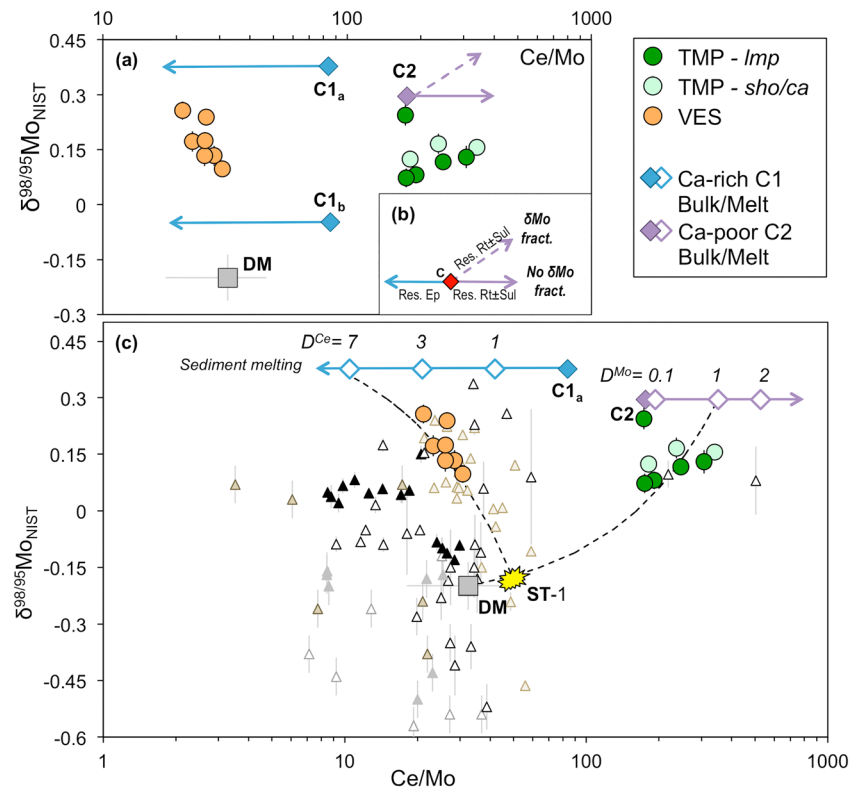 10 100 1000
Ce/Mo
0.45
0.3
0.15
0
-0.15
-0.3
δ98/95MoNIST
(a)
C1a
C2
C1b
DM
(b)
δMo
fract.
Res. Rt±Sul
C
Res. Ep
Res. Rt±Sul
No δMo
fract.
TMP - lmp
TMP - sho/ca
VES
Ca-rich C1
Bulk/Melt
Ca-poor C2
Bulk/Melt
(c)
DCe= 7 3 1
Sediment melting
C1a
DMo= 0.1 1 2
C2
DM
ST-1
0.45
0.3
0.15
0
-0.15
-0.3
-0.45
-0.6
δ98/95MoNIST
1 10 100 1000
Ce/Mo